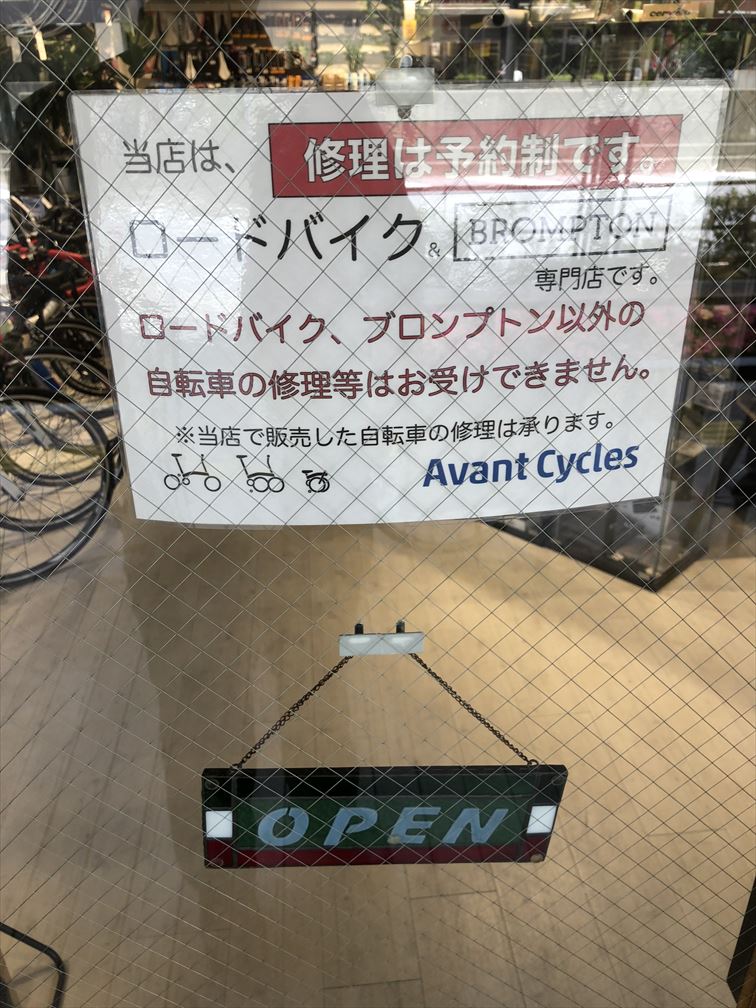 当店は、 修理は予約制です。
ロードバイク & BROMPTON
専門店です。
ロードバイク、ブロンプトン以外の
自転車の修理等はお受けできません。
※当店で販売した自転車の修理は承ります。
Avant Cycles
OPEN